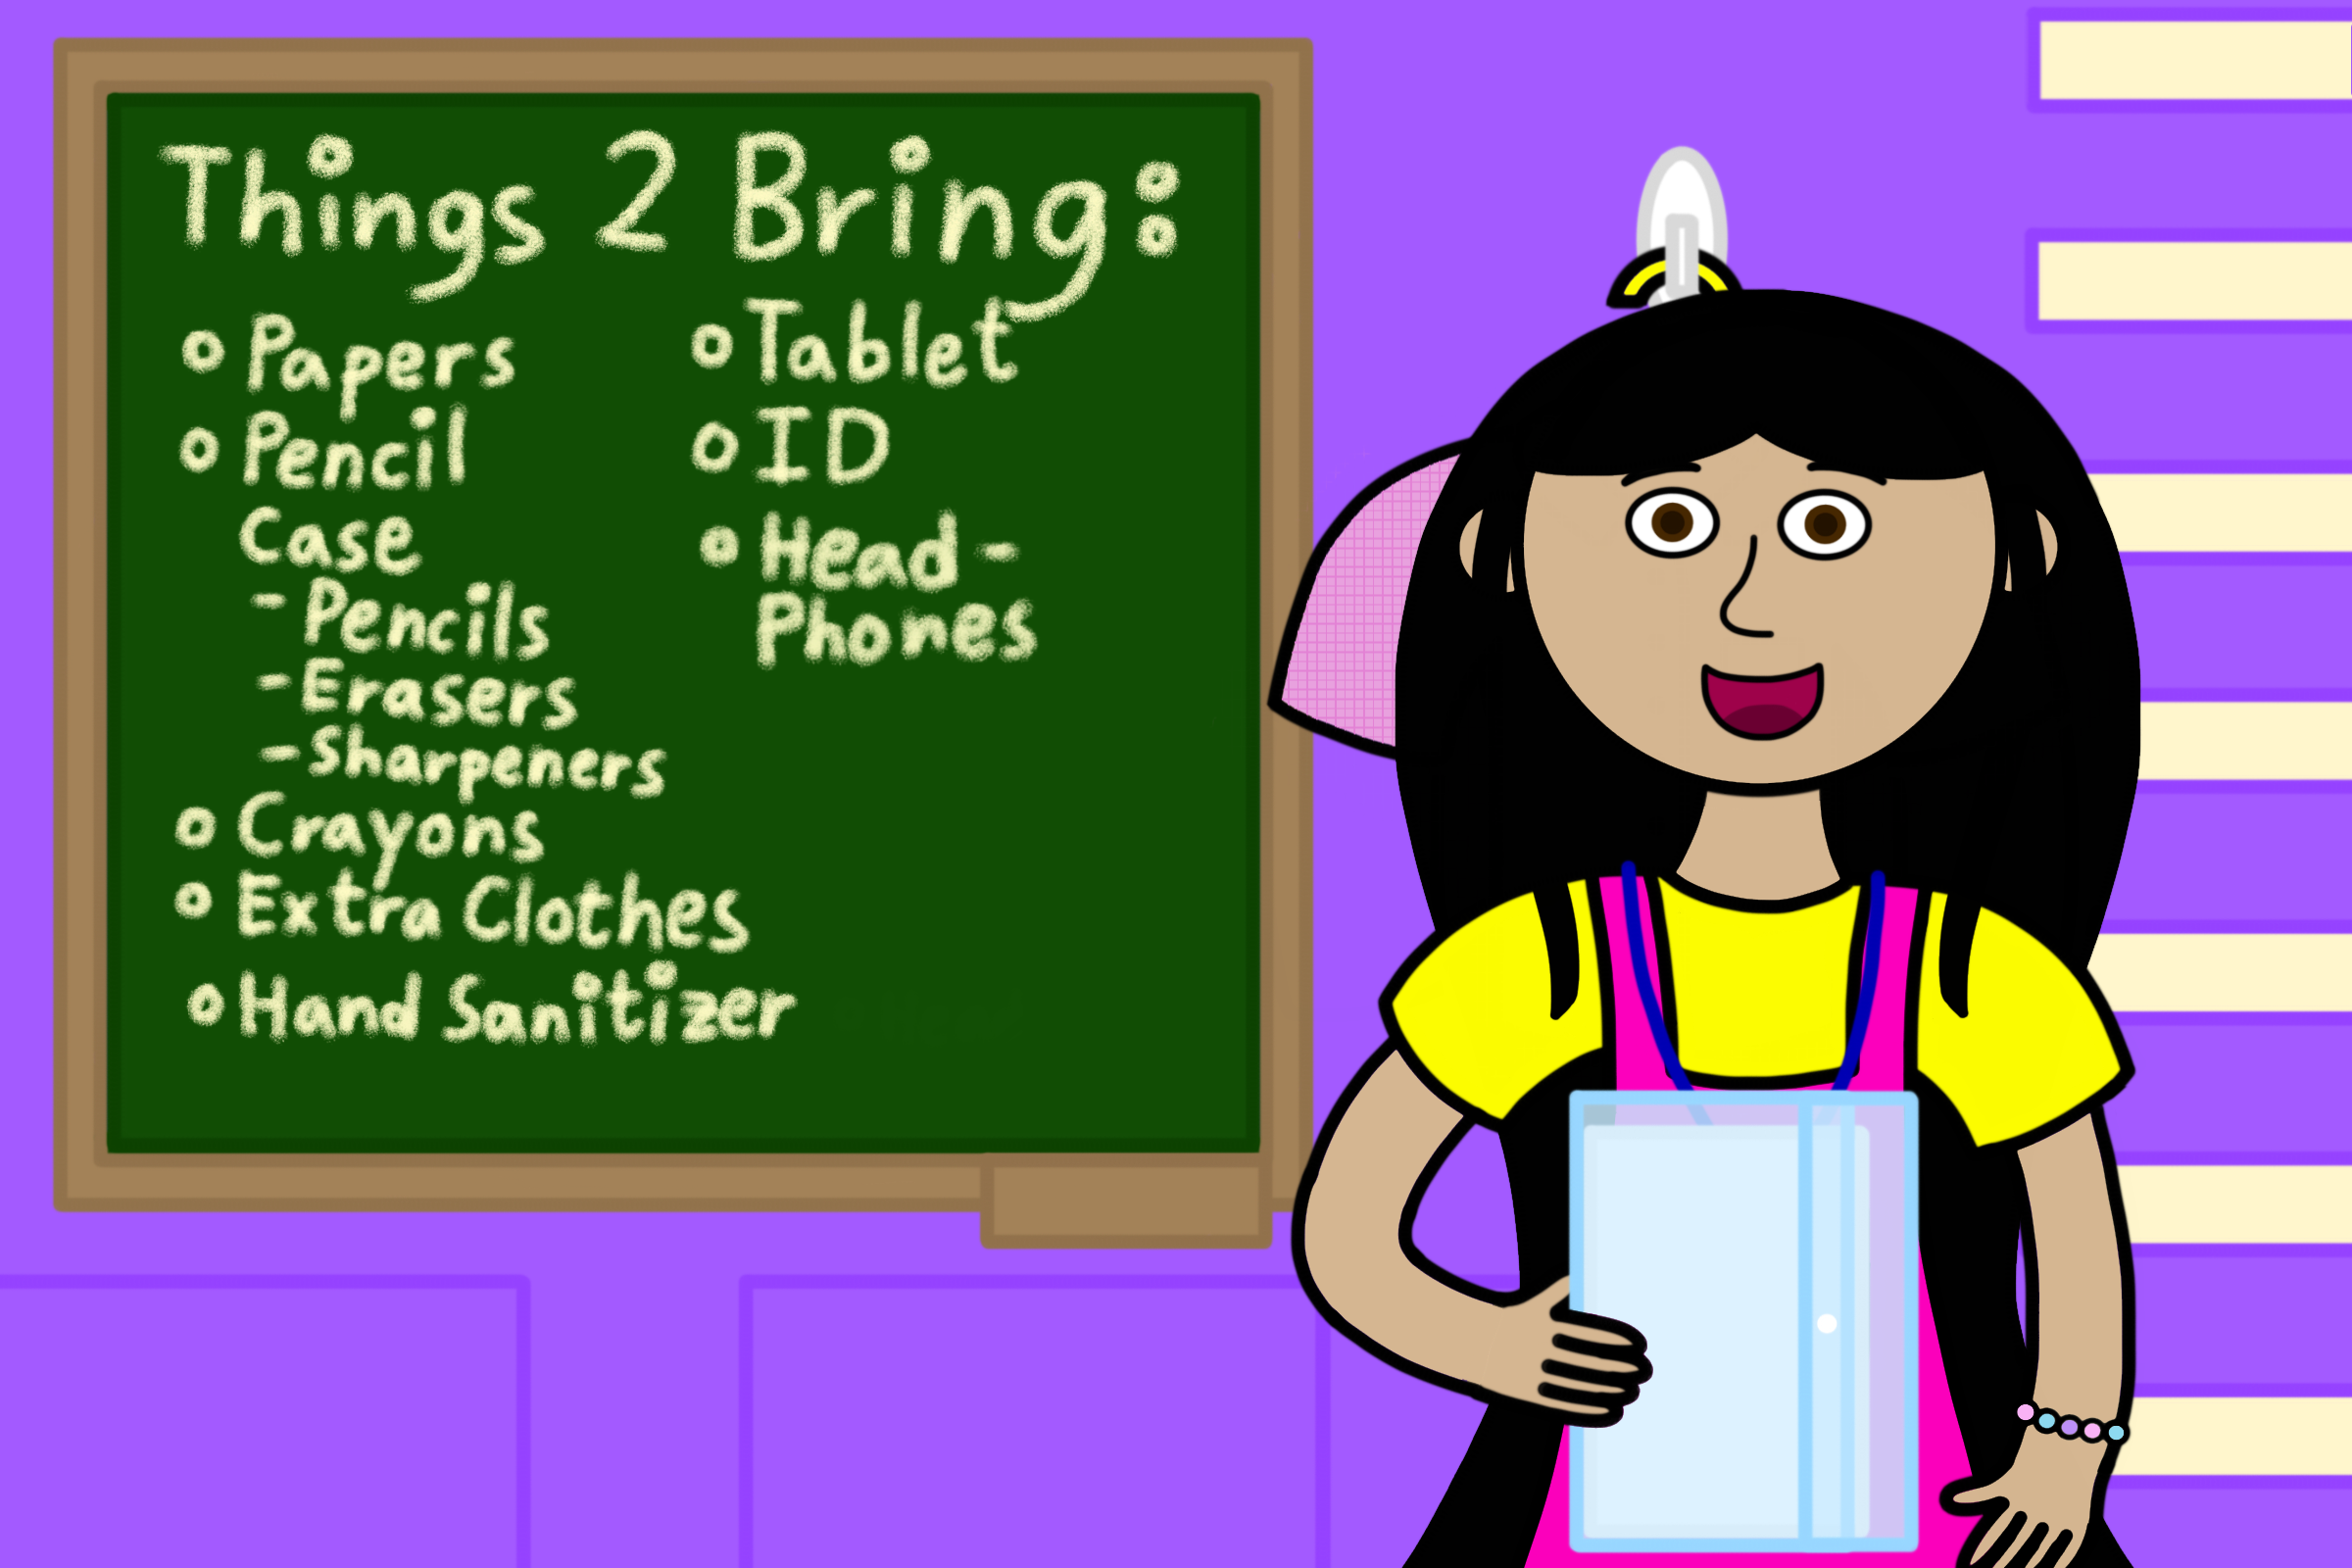 Things 2 Bring:
o Papers
o Pencil
Case
- Pencils
- Erasers
- Sharpeners
o Crayons
o Extra Clothes
o Hand Sanitizer
o Tablet
o ID
o Head-
Phones